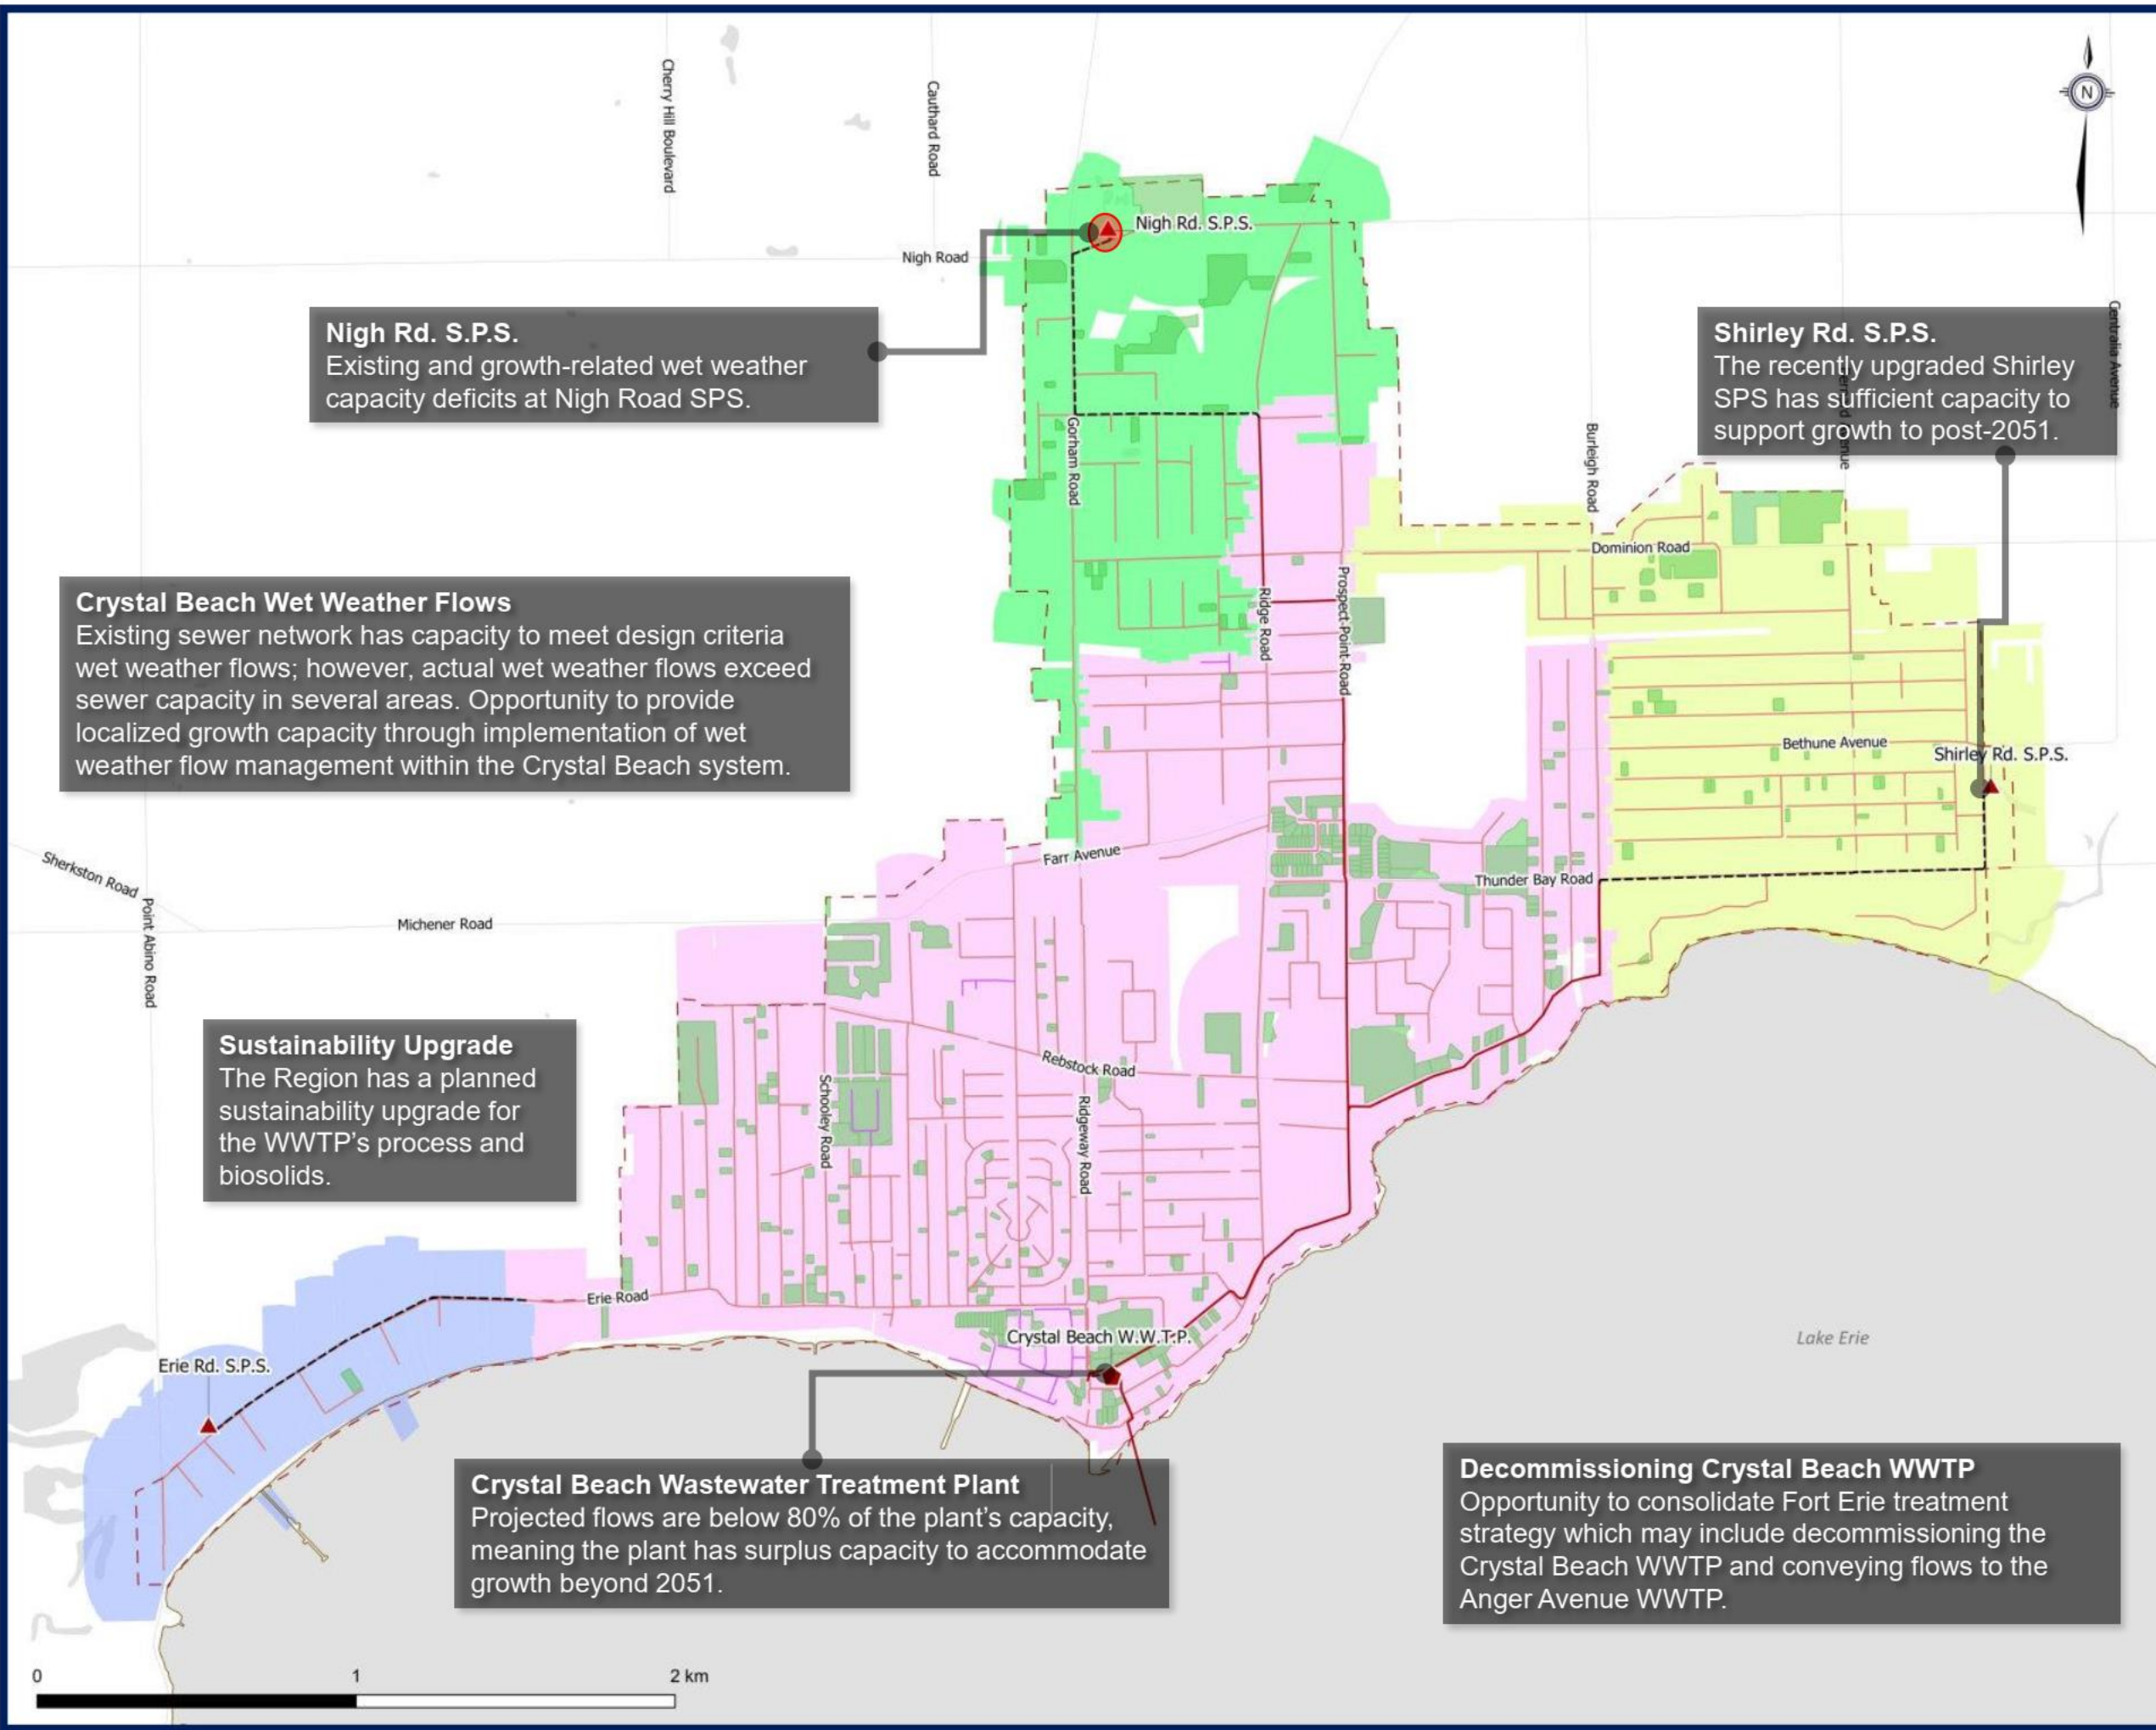 N
Cherry Hill Boulevard
Cauthard Road
Nigh Rd. S.P.S.
Nigh Road
Nigh Rd. S.P.S.
Existing and growth-related wet weather
capacity deficits at Nigh Road SPS.
Shirley Rd. S.P.S.
The recently upgraded Shirley
SPS has sufficient capacity to
support growth to post-2051.
Centralia Avenue
Gorham Road
Burleigh Road
Dominion Road
Crystal Beach Wet Weather Flows
Existing sewer network has capacity to meet design criteria
wet weather flows; however, actual wet weather flows exceed
sewer capacity in several areas. Opportunity to provide
localized growth capacity through implementation of wet
weather flow management within the Crystal Beach system.
Ridge Road
Prospect-Point-Road
Bethune Avenue
Shirley Rd. S.P.S.
Farr Avenue
Thunder Bay Road
Sherkston Road
Point Abino Road
Michener Road
Sustainability Upgrade
The Region has a planned
sustainability upgrade for
the WWTP's process and
biosolids.
Rebstock Road
Schooley Road
Ridgeway Road
Erie Road
Crystal Beach W.W.T.P.
Lake Erie
Erie Rd. S.P.S.
Crystal Beach Wastewater Treatment Plant
Projected flows are below 80% of the plant's capacity,
meaning the plant has surplus capacity to accommodate
growth beyond 2051.
Decommissioning Crystal Beach WWTP
Opportunity to consolidate Fort Erie treatment
strategy which may include decommissioning the
Crystal Beach WWTP and conveying flows to the
Anger Avenue WWTP.
0 1 2 km